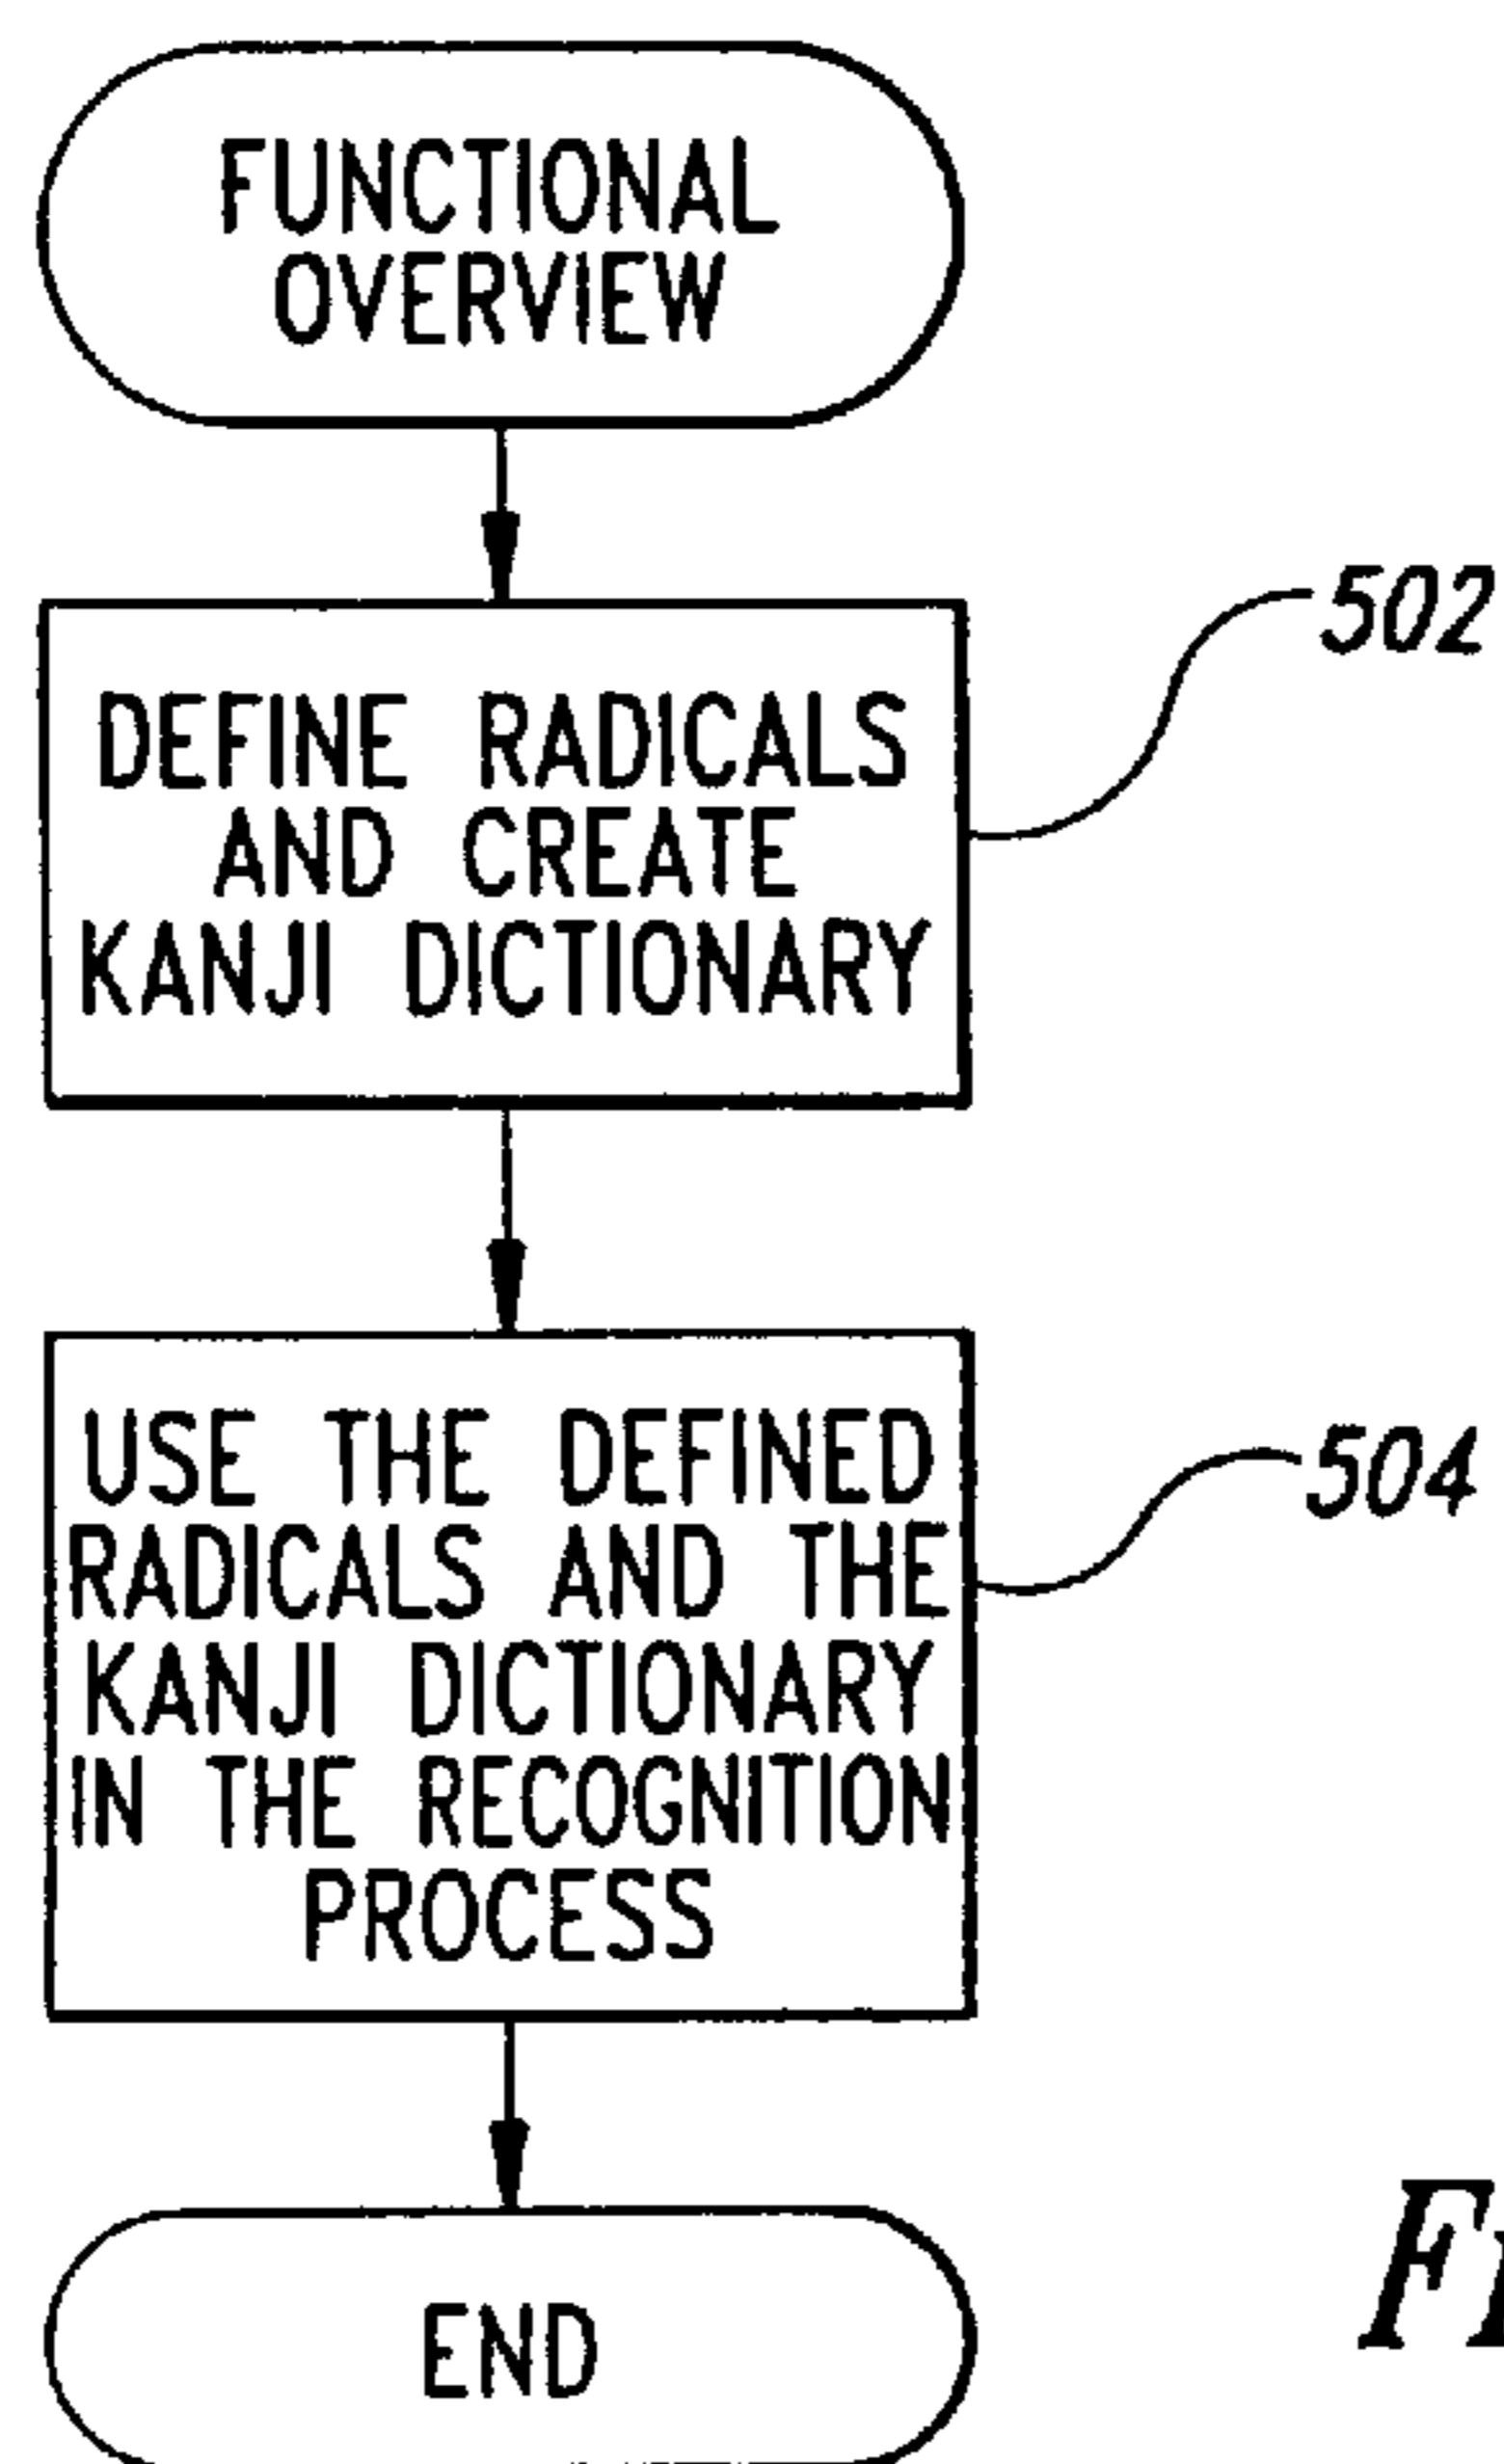 FUNCTIONAL
OVERVIEW
502
DEFINE RADICALS
AND CREATE
KANJI DICTIONARY
504
USE THE DEFINED
RADICALS AND THE
KANJI DICTIONARY
IN THE RECOGNITION
PROCESS
END